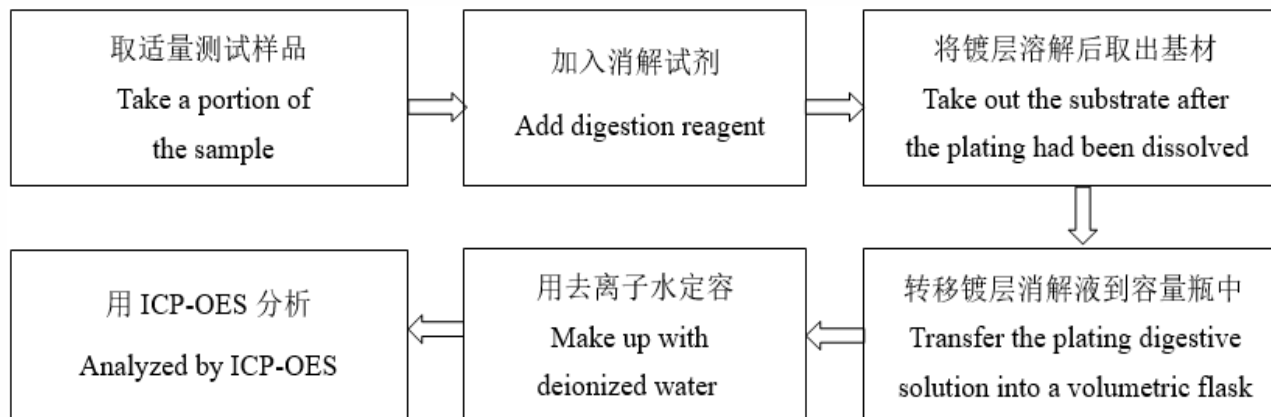 取适量测试样品
Take a portion of
the sample
加入消解试剂
Add digestion reagent
将镀层溶解后取出基材
Take out the substrate after
the plating had been dissolved
转移镀层消解液到容量瓶中
Transfer the plating digestive
solution into a volumetric flask
用去离子水定容
Make up with
deionized water
用 ICP-OES 分析
Analyzed by ICP-OES